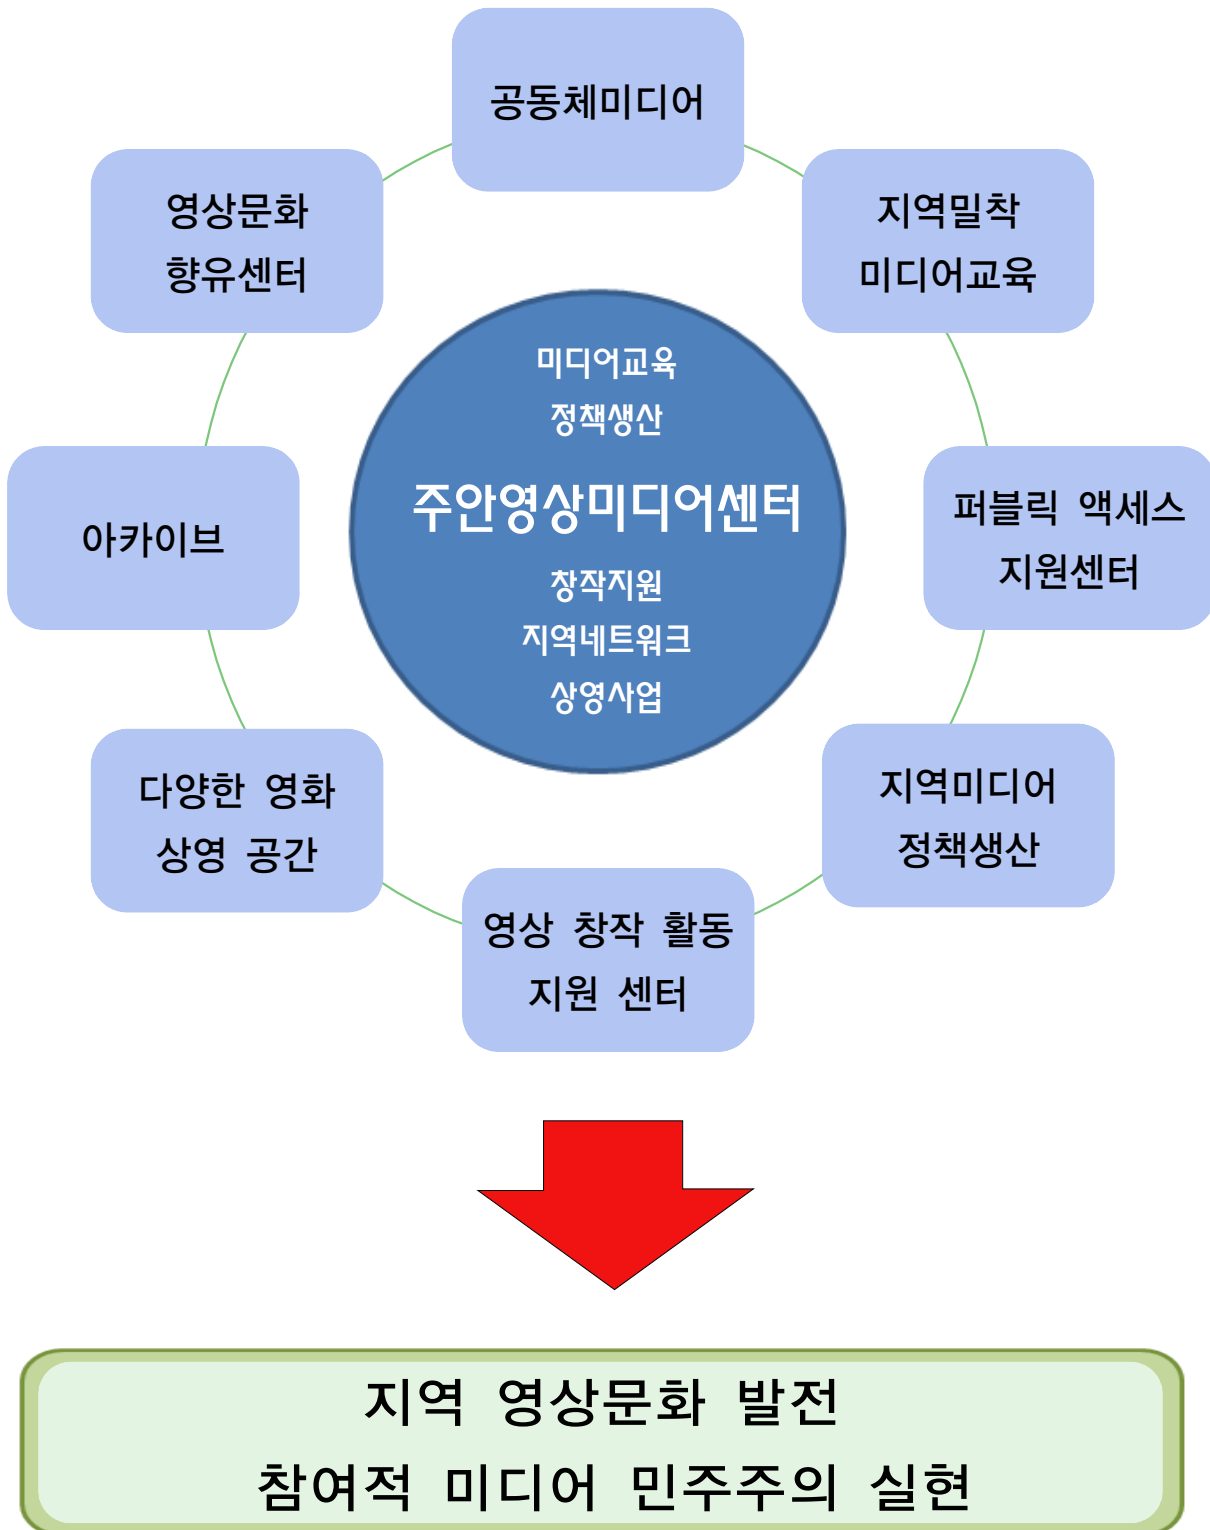 공동체미디어
영상문화
향유센터
지역밀착
미디어교육
미디어교육
정책생산
주안영상미디어센터
창작지원
지역네트워크
상영사업
아카이브
퍼블릭 액세스
지원센터
다양한 영화
상영 공간
지역미디어
정책생산
영상 창작 활동
지원 센터
지역 영상문화 발전
참여적 미디어 민주주의 실현